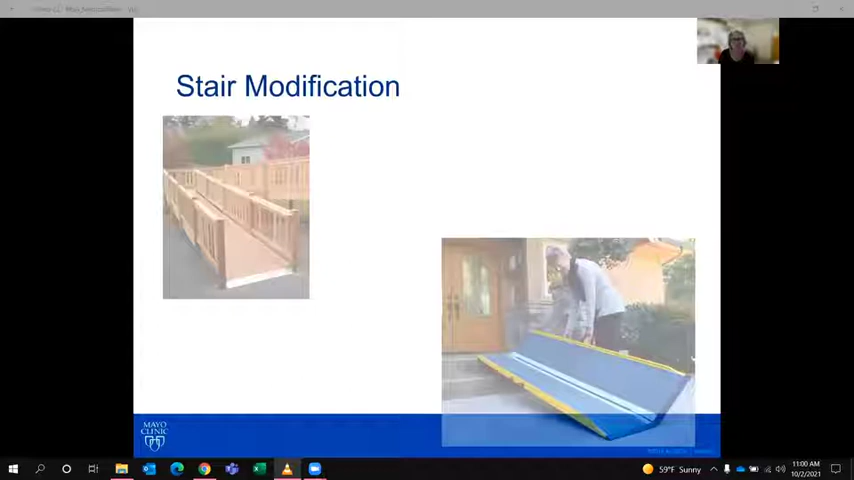 Stair Modification
MAYO
CLINIC
59°F Sunny
11:00 AM
10/2/2021